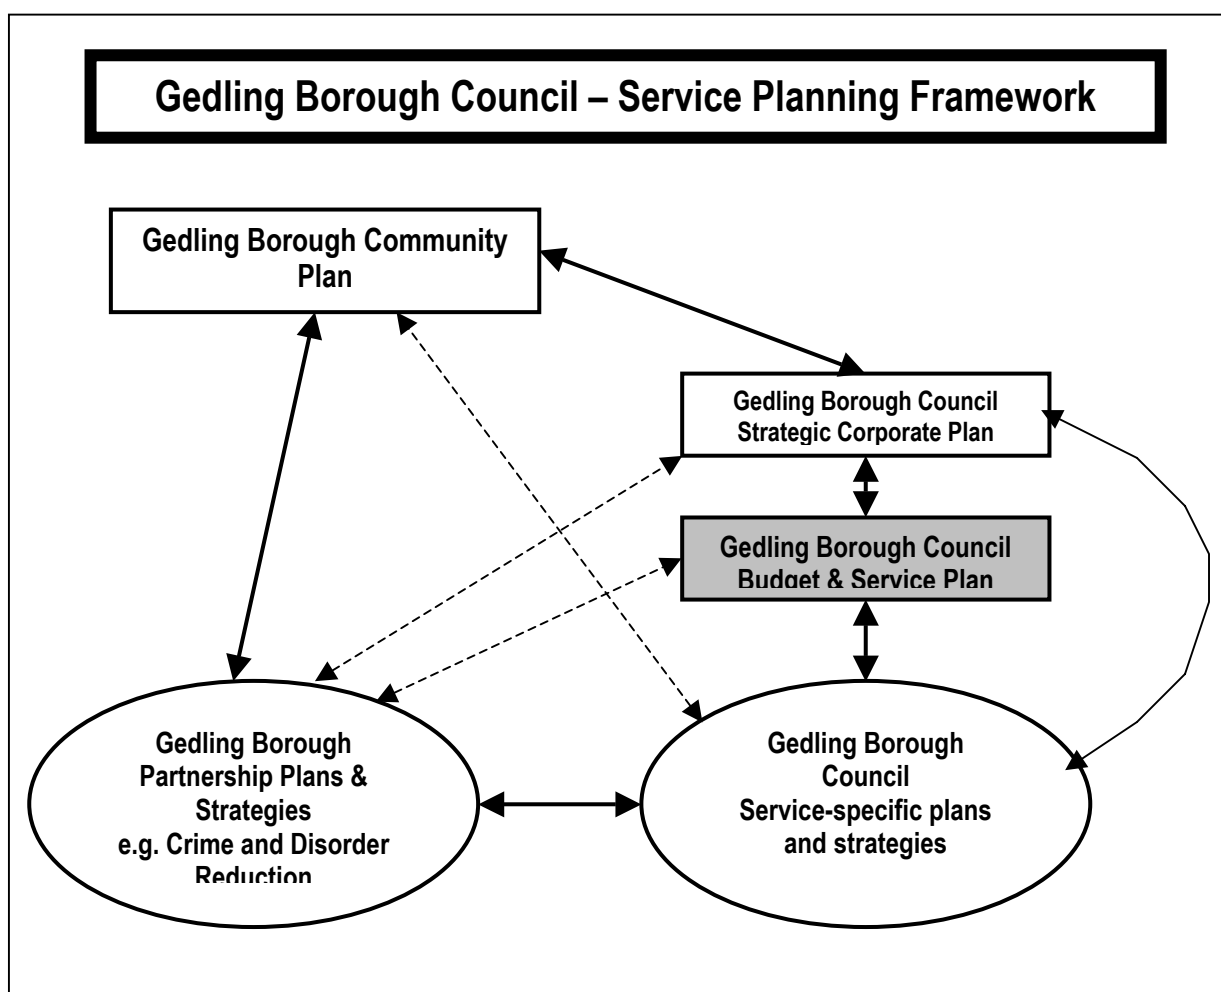 Gedling Borough Council – Service Planning Framework
Gedling Borough Community
Plan
Gedling Borough Council
Strategic Corporate Plan
Gedling Borough Council
Budget & Service Plan
Gedling Borough
Partnership Plans &
Strategies
e.g. Crime and Disorder
Reduction
Gedling Borough
Council
Service-specific plans
and strategies